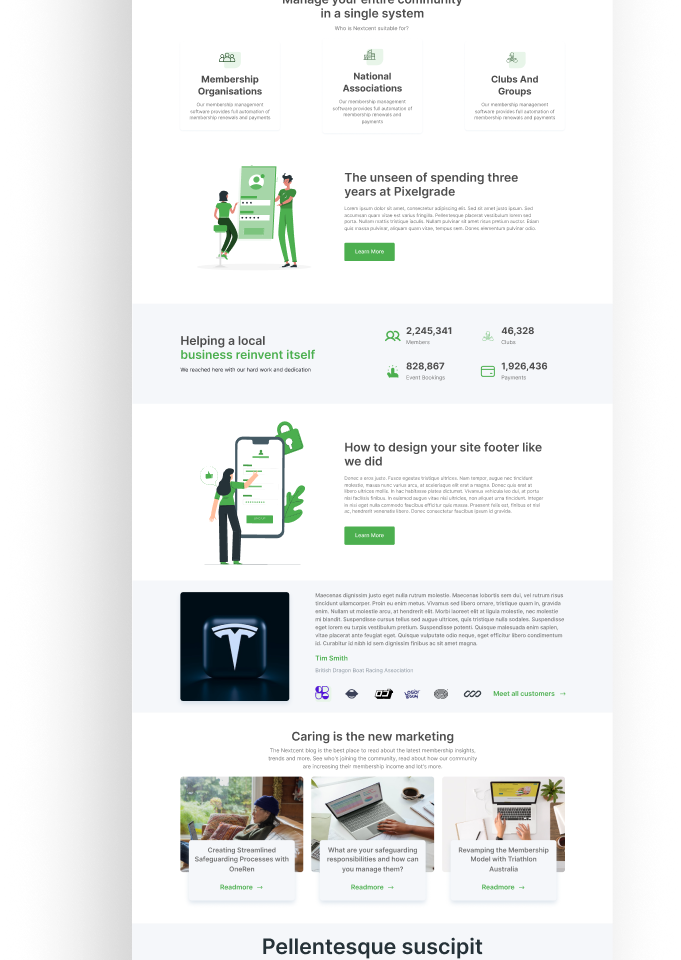 Manage your entire community
in a single system
Who is Nextcent suitable for?
Membership
Organisations
Our membership management
software provides full automation of
membership renewals and payments
National
Associations
Our membership management
software provides full automation of
membership renewals and
payments
Clubs And
Groups
Our membership management
software provides full automation of
membership renewals and payments
The unseen of spending three
years at Pixelgrade
Lorem ipsum dolor sit amet, consectetur adipiscing elit. Sed sit amet justo ipsum. Sed
accumsan quam vitae est varius fringilla. Pellentesque placerat vestibulum lorem sed
porta. Nullam mattis tristique iaculis. Nullam pulvinar sit amet risus pretium auctor. Etiam
quis massa pulvinar, aliquam quam vitae, tempus sem. Donec elementum pulvinar odio.
Learn More
Helping a local
business reinvent itself
We reached here with our hard work and dedication
2,245,341
Members
46,328
Clubs
828,867
Event Bookings
1,926,436
Payments
How to design your site footer like
we did
Donec a eros justo. Fusce egestas tristique ultrices. Nam tempor, augue nec tincidunt
molestie, massa nunc varius arcu, at scelerisque elit erat a magna. Donec quis erat at
libero ultrices mollis. In hac habitasse platea dictumst. Vivamus vehicula leo dui, at porta
nisi facilisis finibus. In euismod augue vitae nisi ultricies, non aliquet urna tincidunt. Integer
in nisi eget nulla commodo faucibus efficitur quis massa. Praesent felis est, finibus et nisi
ac, hendrerit venenatis libero. Donec consectetur faucibus ipsum id gravida.
Learn More
Maecenas dignissim justo eget nulla rutrum molestie. Maecenas lobortis sem dui, vel rutrum risus
tincidunt ullamcorper. Proin eu enim metus. Vivamus sed libero ornare, tristique quam in, gravida
enim. Nullam ut molestie arcu, at hendrerit elit. Morbi laoreet elit at ligula molestie, nec molestie
mi blandit. Suspendisse cursus tellus sed augue ultrices, quis tristique nulla sodales. Suspendisse
eget lorem eu turpis vestibulum pretium. Suspendisse potenti. Quisque malesuada enim sapien,
vitae placerat ante feugiat eget. Quisque vulputate odio neque, eget efficitur libero condimentum
id. Curabitur id nibh id sem dignissim finibus ac sit amet magna.
Tim Smith
British Dragon Boat Racing Association
Meet all customers →
Caring is the new marketing
The Nextcent blog is the best place to read about the latest membership insights,
trends and more. See who's joining the community, read about how our community
are increasing their membership income and lot's more.
Creating Streamlined
Safeguarding Processes with
OneRen
Readmore →
What are your safeguarding
responsibilities and how can
you manage them?
Readmore →
Revamping the Membership
Model with Triathlon
Australia
Readmore →
Pellentesque suscipit